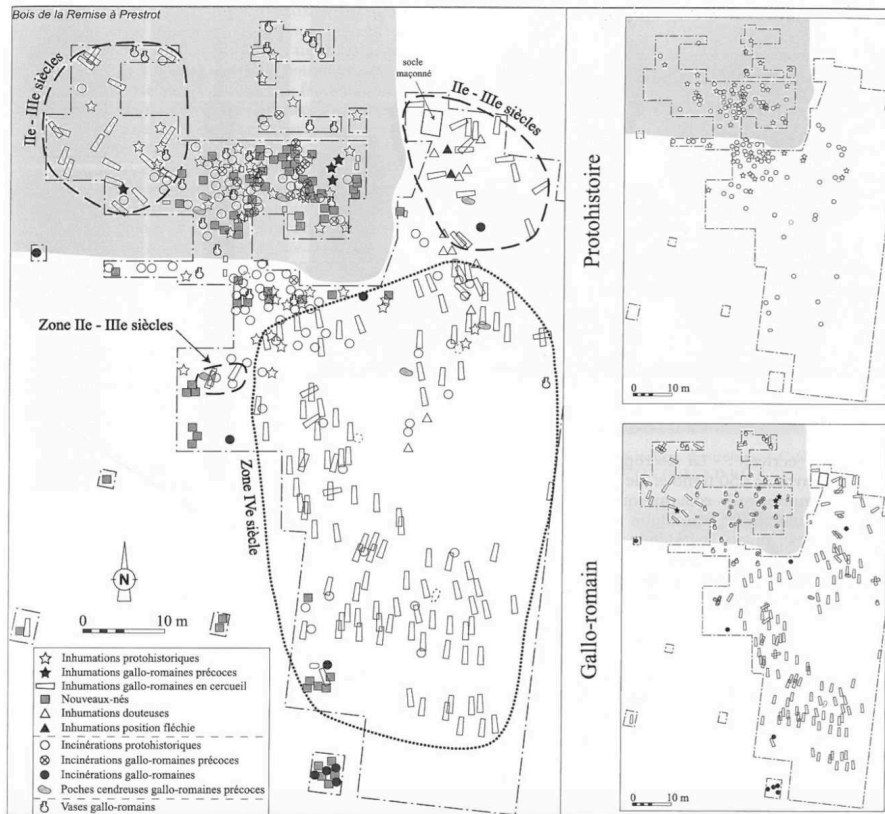 Bois de la Remise à Prestrot
IIe - IIIe siècles
socle
maçonné
IIe - IIIe siècles
Zone IIe - IIIe siècles
Zone IVe siècle
N
0 10 m
Inhumations protohistoriques
Inhumations gallo-romaines précoces
Inhumations gallo-romaines en cercueil
Nouveaux-nés
Inhumations douteuses
Inhumations position fléchie
Incinérations protohistoriques
Incinérations gallo-romaines précoces
Incinérations gallo-romaines
Poches cendreuses gallo-romaines précoces
Vases gallo-romains
Protohistoire
0 10 m
Gallo-romain
0 10 m